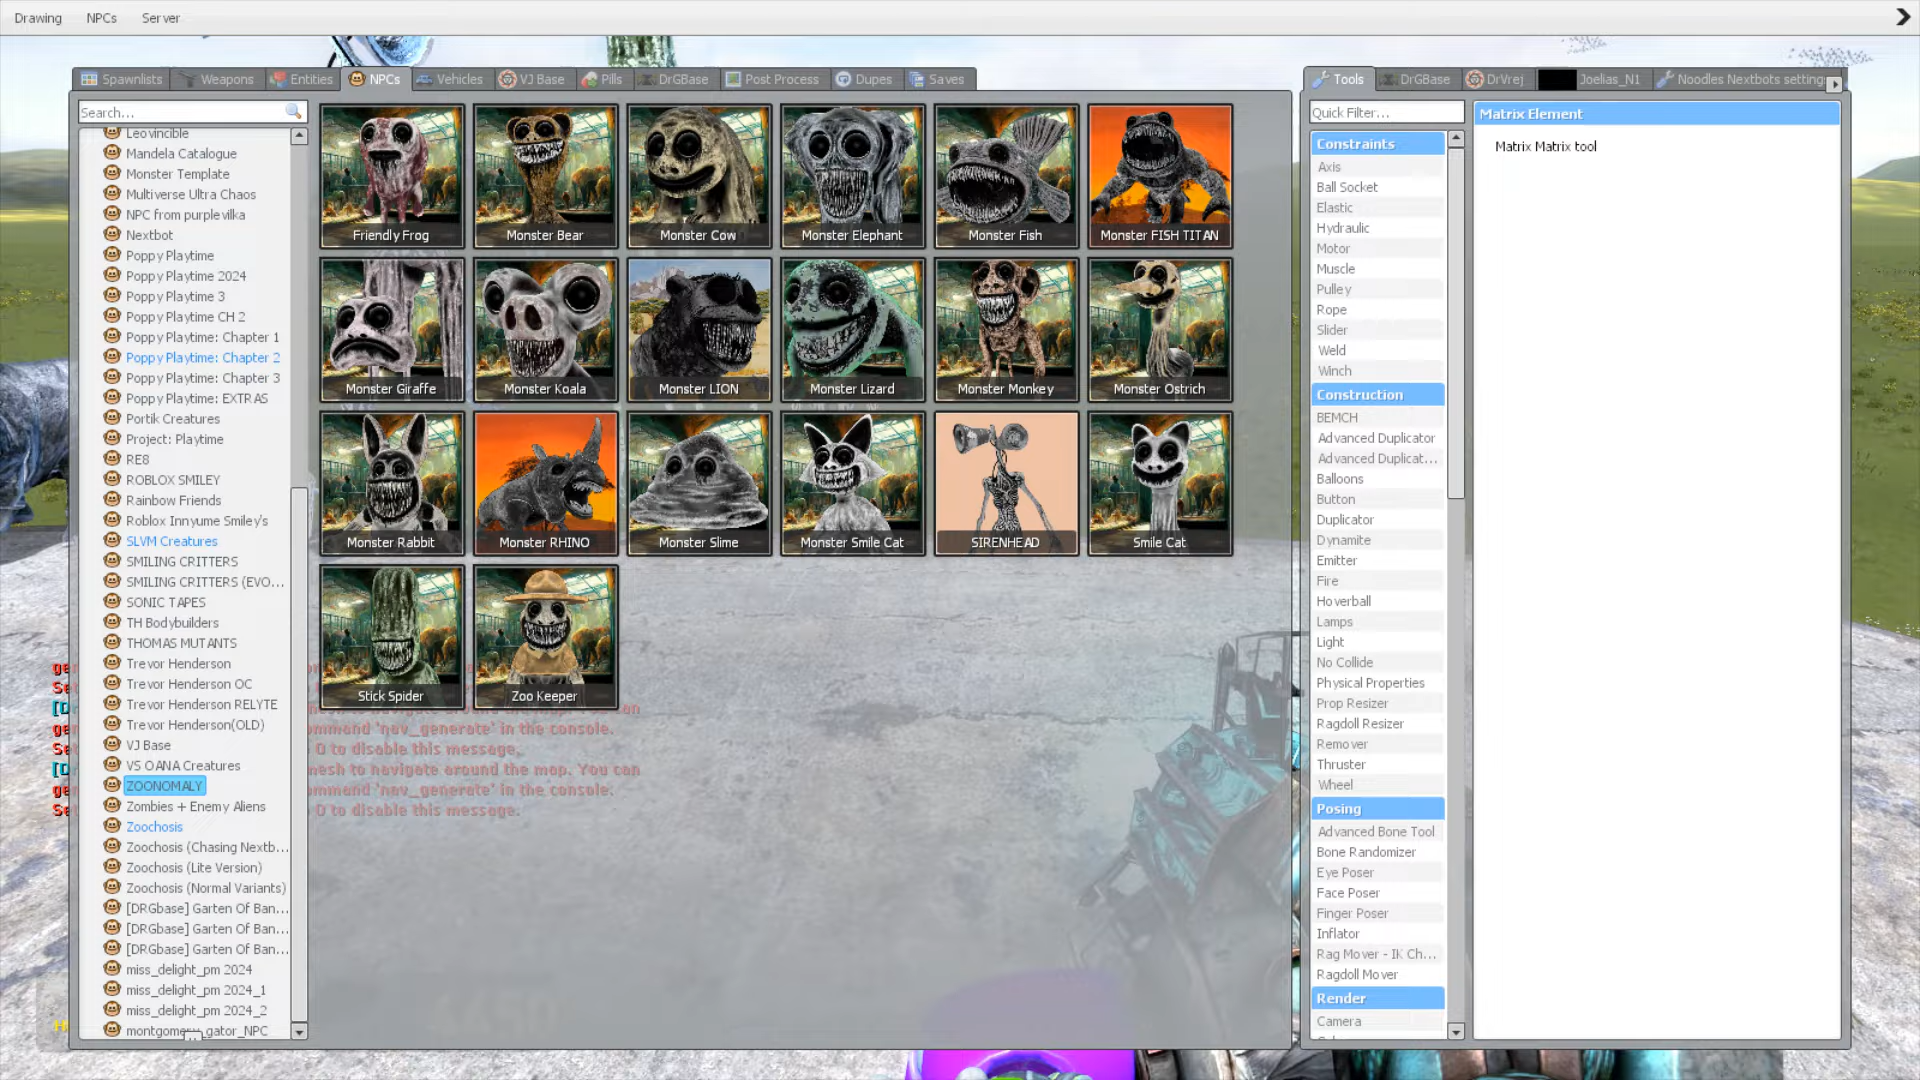 Drawing NPCs Server
Spawnlists Weapons Entities NPCs Vehicles VJ Base Pills DrGBase Post Process Dupes Saves
Search...
Leovincible
Mandela Catalogue
Monster Template
Multiverse Ultra Chaos
NPC from purplevilka
Nextbot
Poppy Playtime
Poppy Playtime 2024
Poppy Playtime 3
Poppy Playtime CH 2
Poppy Playtime: Chapter 1
Poppy Playtime: Chapter 2
Poppy Playtime: Chapter 3
Poppy Playtime: EXTRAS
Portik Creatures
Project: Playtime
RE8
ROBLOX SMILEY
Rainbow Friends
Roblox Innyume Smiley's
SLVM Creatures
SMILING CRITTERS
SMILING CRITTERS (EVO...
SONIC TAPES
TH Bodybuilders
THOMAS MUTANTS
Trevor Henderson
Trevor Henderson OC
Trevor Henderson RELYTE
Trevor Henderson(OLD)
VJ Base
VS OANA Creatures
ZOONOMALY
Zombies + Enemy Aliens
Zoochosis
Zoochosis (Chasing Nextb...
Zoochosis (Lite Version)
Zoochosis (Normal Variants)
[DRGbase] Garten Of Ban...
[DRGbase] Garten Of Ban...
[DRGbase] Garten Of Ban...
miss_delight_pm 2024
miss_delight_pm 2024_1
miss_delight_pm 2024_2
montgomery_gator_NPC
Friendly Frog
Monster Bear
Monster Cow
Monster Elephant
Monster Fish
Monster FISH TITAN
Monster Giraffe
Monster Koala
Monster LION
Monster Lizard
Monster Monkey
Monster Ostrich
Monster Rabbit
Monster RHINO
Monster Slime
Monster Smile Cat
SIRENHEAD
Smile Cat
Stick Spider
Zoo Keeper
ommand 'nav_generate' in the console.
0 to disable this message.
mesh to navigate around the map. You can
ommand 'nav_generate' in the console.
0 to disable this message.
Tools DrGBase DrVrej Joelias_N1 Noodles Nextbots setting
Quick Filter...
Constraints
Axis
Ball Socket
Elastic
Hydraulic
Motor
Muscle
Pulley
Rope
Slider
Weld
Winch
Construction
BEMCH
Advanced Duplicator
Advanced Duplicat...
Balloons
Button
Duplicator
Dynamite
Emitter
Fire
Hoverball
Lamps
Light
No Collide
Physical Properties
Prop Resizer
Ragdoll Resizer
Remover
Thruster
Wheel
Posing
Advanced Bone Tool
Bone Randomizer
Eye Poser
Face Poser
Finger Poser
Inflator
Rag Mover - IK Ch...
Ragdoll Mover
Render
Camera
Matrix Element
Matrix Matrix tool